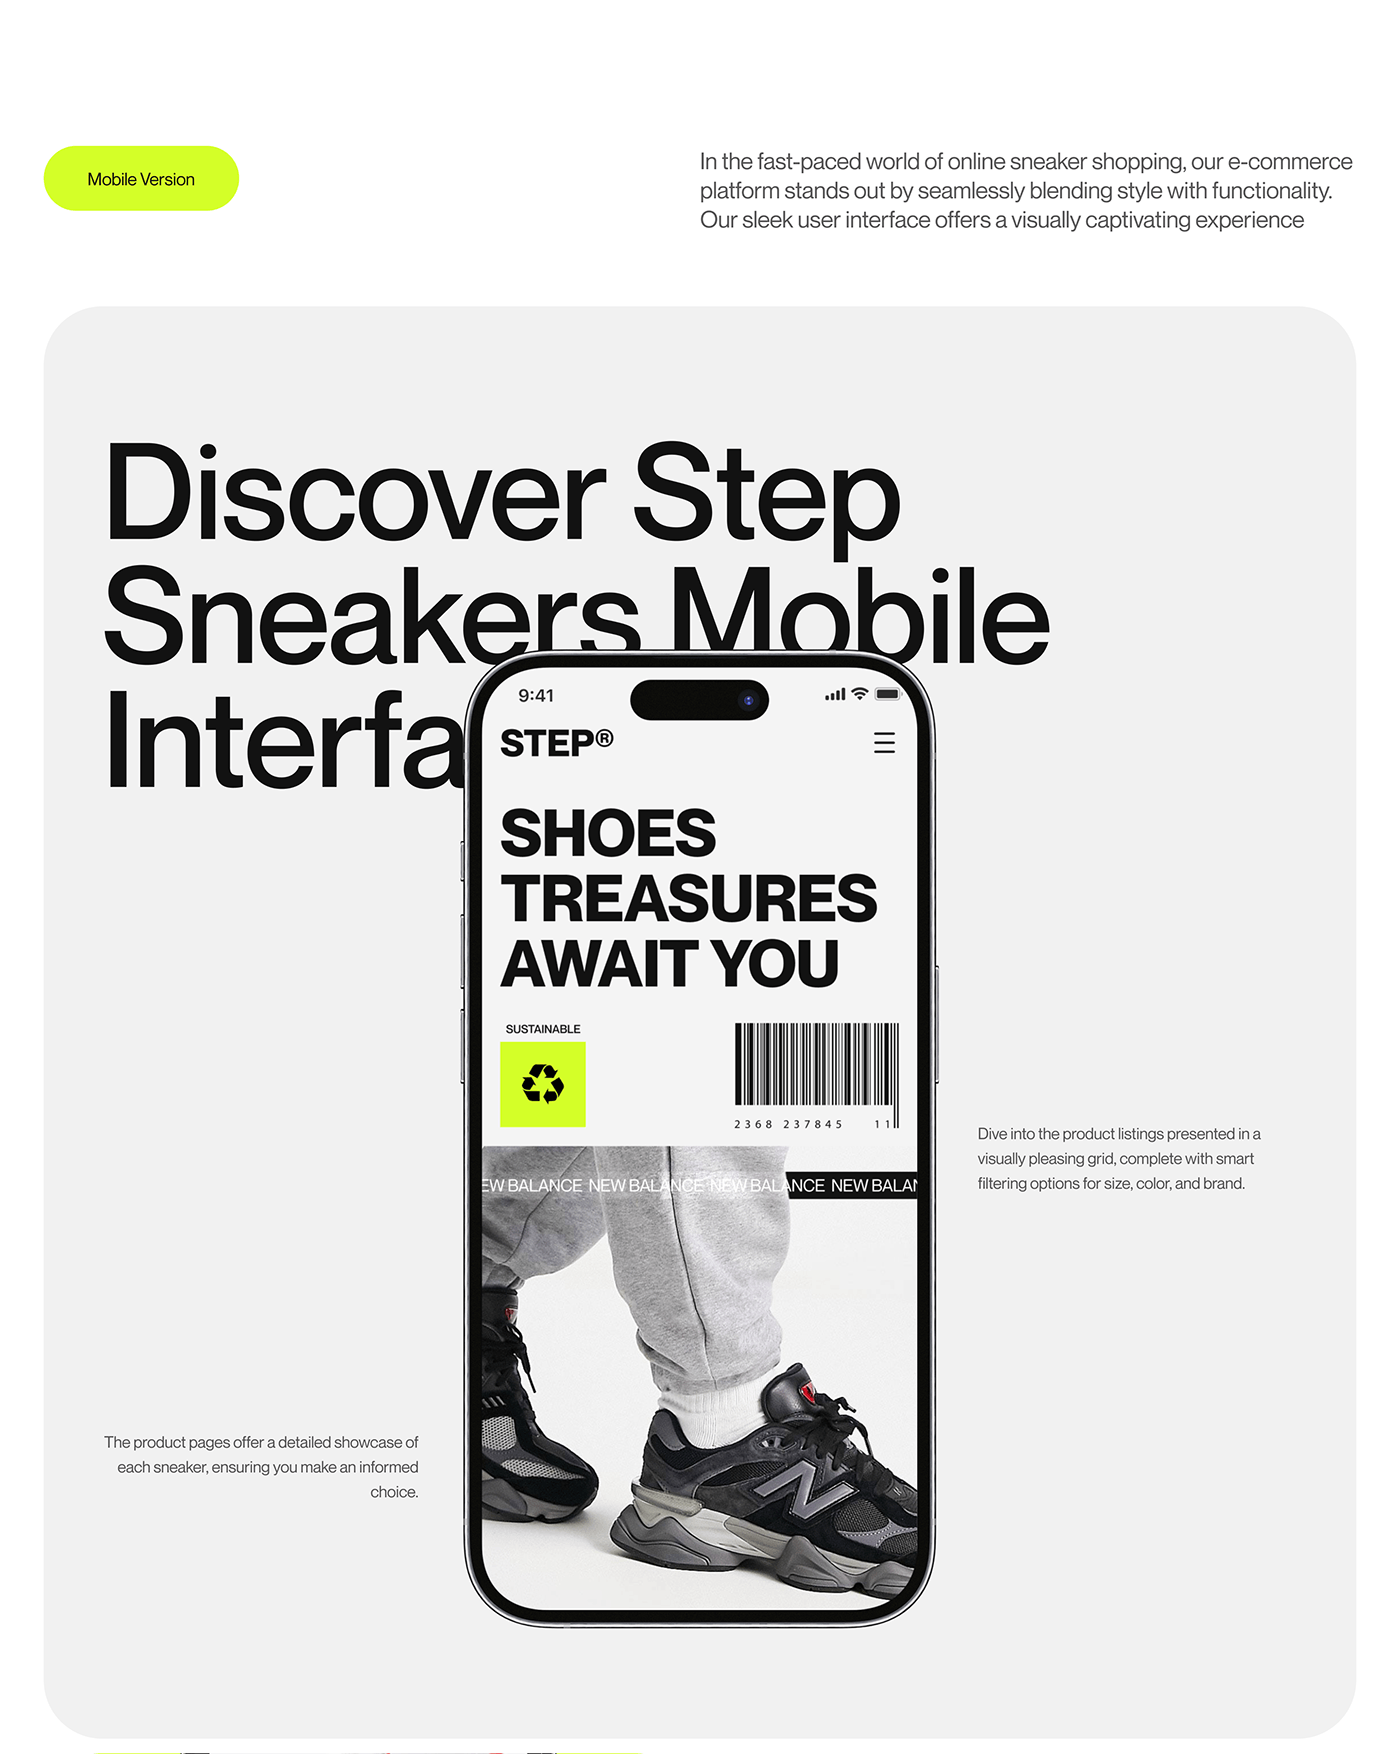 Mobile Version
In the fast-paced world of online sneaker shopping, our e-commerce
platform stands out by seamlessly blending style with functionality.
Our sleek user interface offers a visually captivating experience
Discover Step
Sneakers Mobile
Interfa
9:41
STEP®
SHOES
TREASURES
AWAIT YOU
SUSTAINABLE
2368 237845 11
EW BALANCE NEW BALANCE NEW BALANCE NEW BALAN
Dive into the product listings presented in a
visually pleasing grid, complete with smart
filtering options for size, color, and brand.
The product pages offer a detailed showcase of
each sneaker, ensuring you make an informed
choice.
N